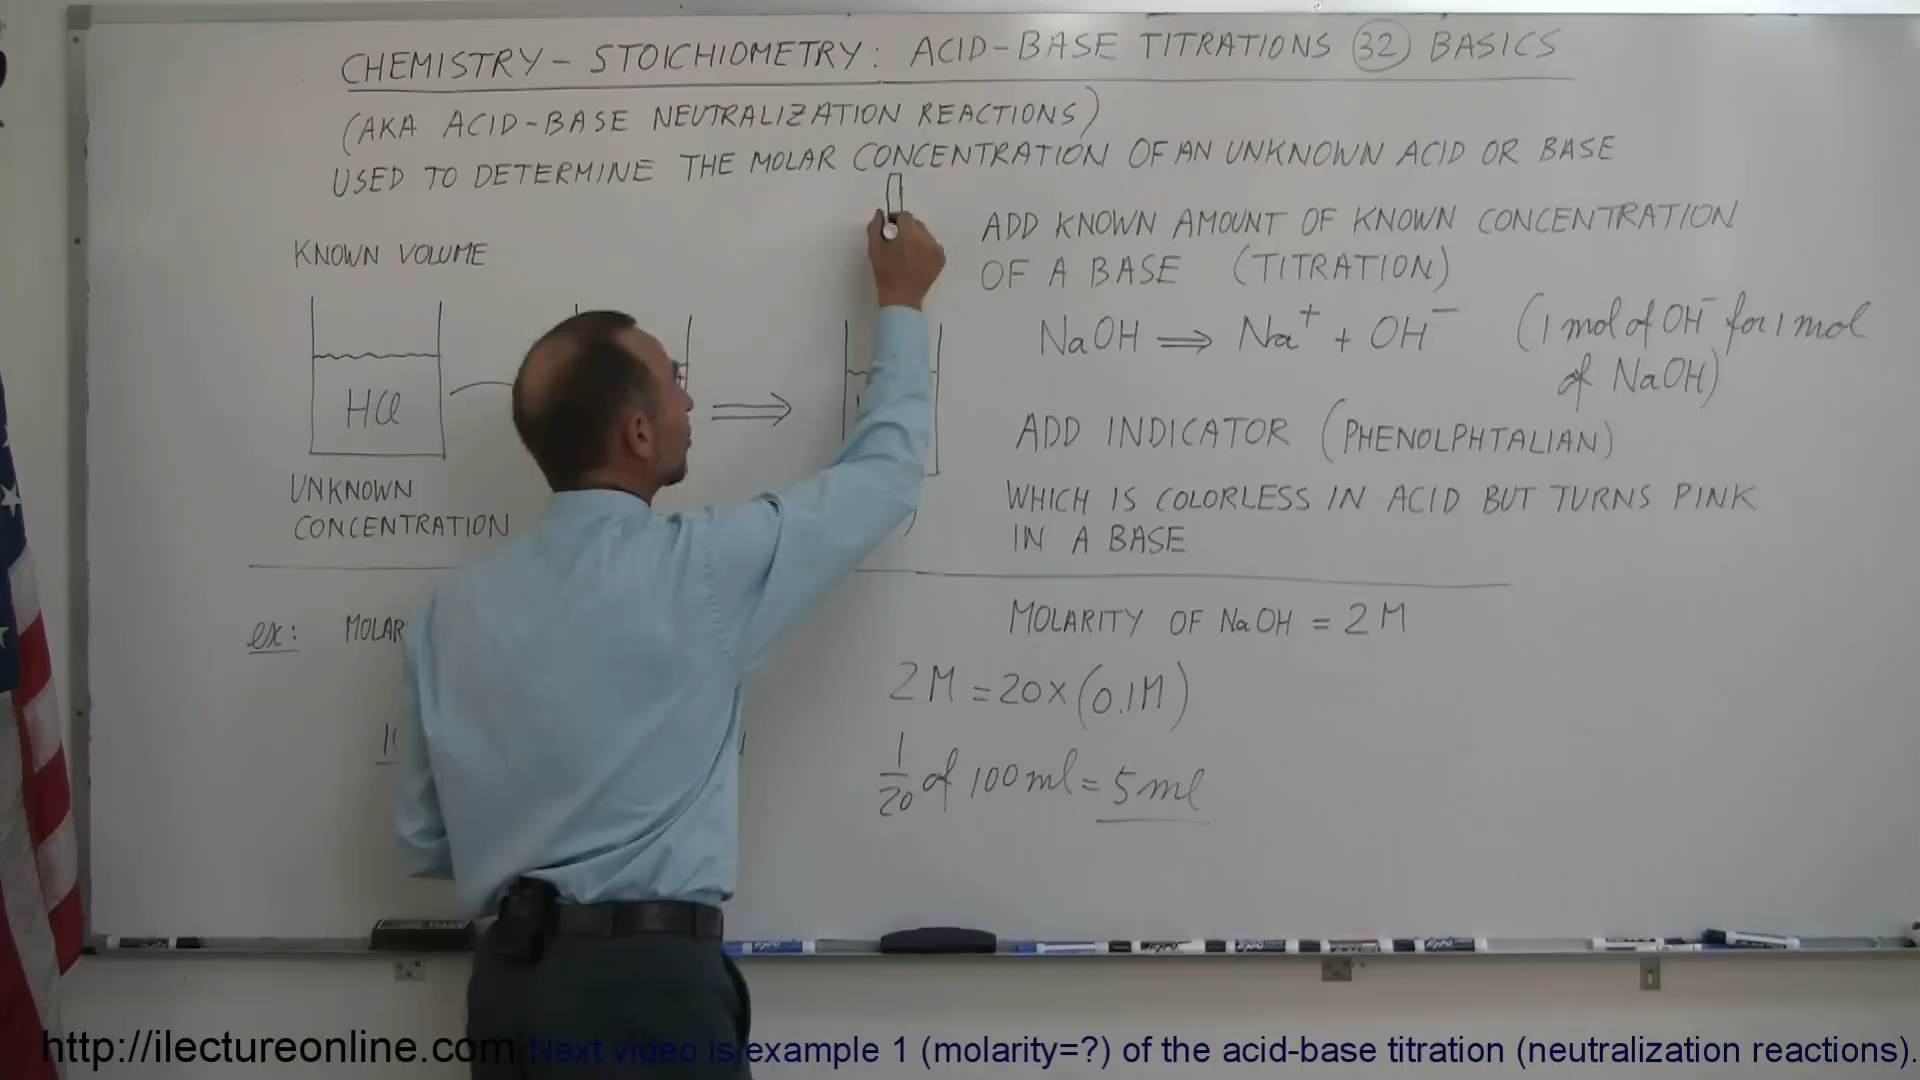 CHEMISTRY - STOICHIOMETRY: ACID-BASE TITRATIONS 32 BASICS
(AKA ACID-BASE NEUTRALIZATION REACTIONS)
USED TO DETERMINE THE MOLAR CONCENTRATION OF AN UNKNOWN ACID OR BASE
KNOWN VOLUME
HCl
UNKNOWN
CONCENTRATION
ADD KNOWN AMOUNT OF KNOWN CONCENTRATION
OF A BASE (TITRATION)
NaOH ⇒ Na⁺ + OH⁻ (1 mol of OH⁻ for 1 mol
of NaOH)
ADD INDICATOR (PHENOLPHTALIAN)
WHICH IS COLORLESS IN ACID BUT TURNS PINK
IN A BASE
ex:
MOLARITY OF NaOH = 2 M
2 M = 20 x (0.1M)
1/20 of 100 ml = 5 ml
http://ilectureonline.com Next video is example 1 (molarity=?) of the acid-base titration (neutralization reactions).